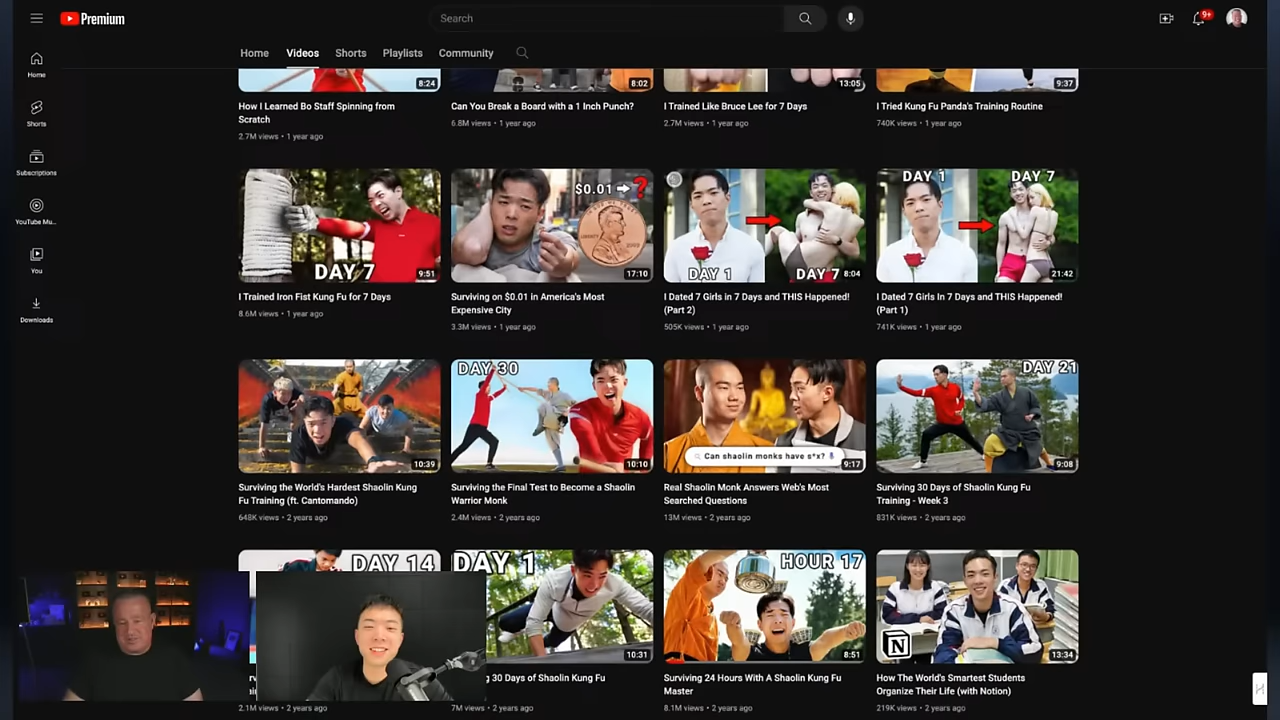 Premium
Search
9+
Home
Videos
Shorts
Playlists
Community
Home
Shorts
Subscriptions
YouTube Mu...
You
Downloads
8:24
8:02
13:05
9:37
How I Learned Bo Staff Spinning from
Scratch
2.7M views • 1 year ago
Can You Break a Board with a 1 Inch Punch?
6.8M views • 1 year ago
I Trained Like Bruce Lee for 7 Days
2.7M views • 1 year ago
I Tried Kung Fu Panda's Training Routine
740K views • 1 year ago
DAY 7
9:51
$0.01
?
17:10
DAY 1
DAY 7
8:04
DAY 1
DAY 7
21:42
I Trained Iron Fist Kung Fu for 7 Days
8.6M views • 1 year ago
Surviving on $0.01 in America's Most
Expensive City
3.3M views • 1 year ago
I Dated 7 Girls in 7 Days and THIS Happened!
(Part 2)
505K views • 1 year ago
I Dated 7 Girls In 7 Days and THIS Happened!
(Part 1)
741K views • 1 year ago
10:39
DAY 30
10:10
Can shaolin monks have s*x?
9:17
DAY 21
9:08
Surviving the World's Hardest Shaolin Kung
Fu Training (ft. Cantomando)
648K views • 2 years ago
Surviving the Final Test to Become a Shaolin
Warrior Monk
2.4M views • 2 years ago
Real Shaolin Monk Answers Web's Most
Searched Questions
13M views • 2 years ago
Surviving 30 Days of Shaolin Kung Fu
Training - Week 3
831K views • 2 years ago
DAY 14
DAY 1
10:31
HOUR 17
8:51
N
13:34
2.1M views • 2 years ago
30 Days of Shaolin Kung Fu
7M views • 2 years ago
Surviving 24 Hours With A Shaolin Kung Fu
Master
8.1M views • 2 years ago
How The World's Smartest Students
Organize Their Life (with Notion)
219K views • 2 years ago